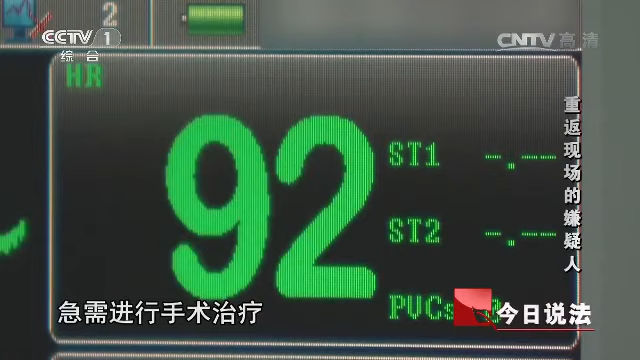 2
CCTV 1
综合
CNTV 高清
HR
92
ST1 -.--
ST2 -.--
PVCs
重返现场的嫌疑人
急需进行手术治疗
今日说法